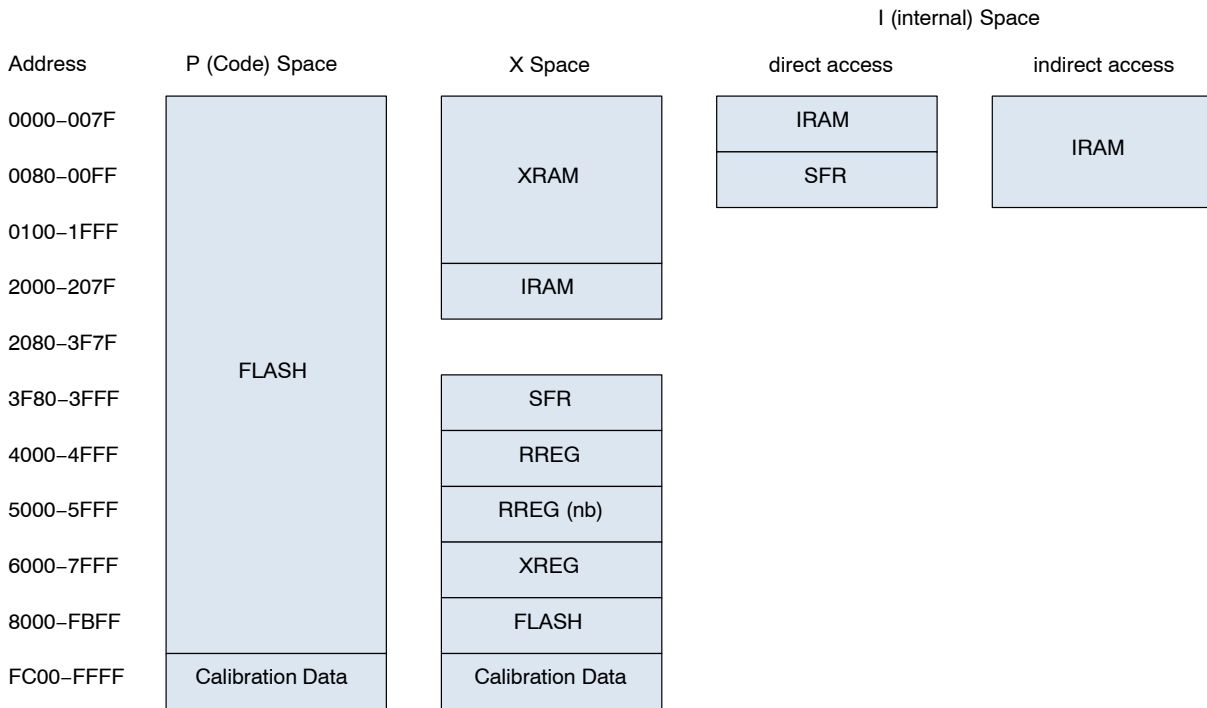 I (internal) Space
Address P (Code) Space X Space direct access indirect access
0000−007F IRAM
IRAM
0080−00FF XRAM SFR
0100−1FFF
2000−207F IRAM
2080−3F7F
FLASH
3F80−3FFF SFR
4000−4FFF RREG
5000−5FFF RREG (nb)
6000−7FFF XREG
8000−FBFF FLASH
FC00−FFFF Calibration Data Calibration Data